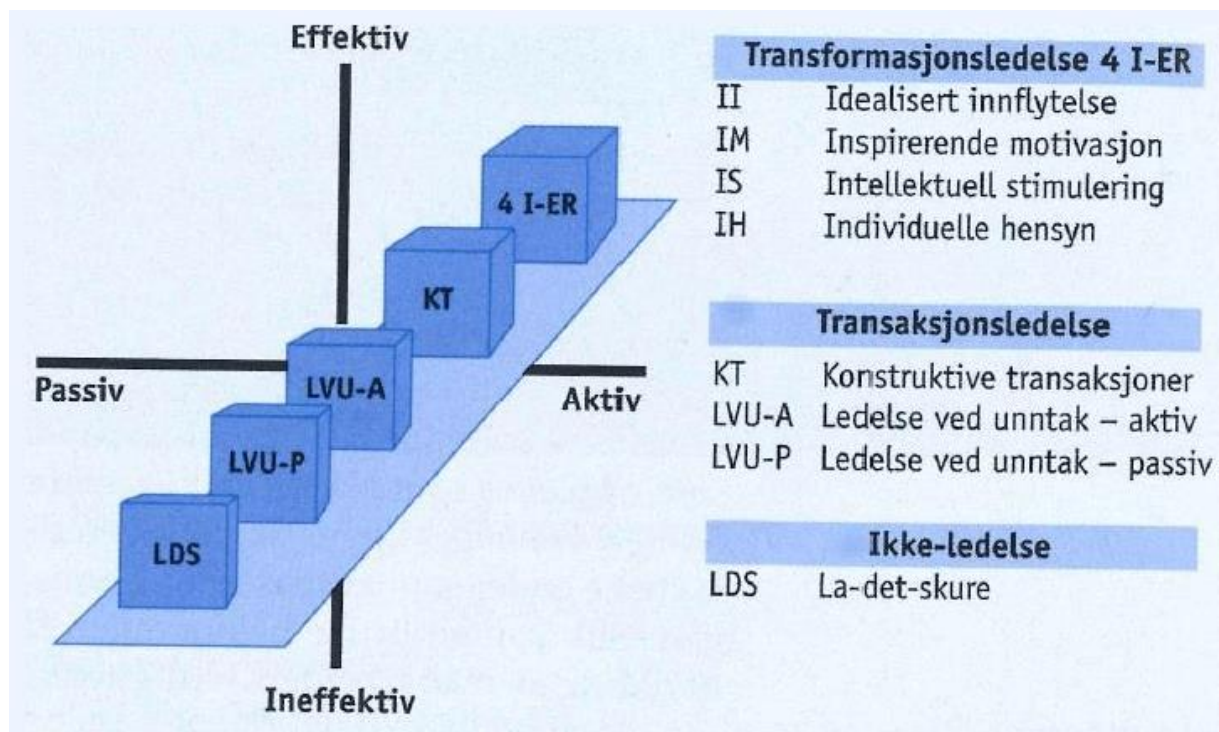 Effektiv
4 I-ER
KT
LVU-A
LVU-P
LDS
Passiv
Aktiv
Ineffektiv
Transformasjonsledelse 4 I-ER
II Idealisert innflytelse
IM Inspirerende motivasjon
IS Intellektuell stimulering
IH Individuelle hensyn
Transaksjonsledelse
KT Konstruktive transaksjoner
LVU-A Ledelse ved unntak – aktiv
LVU-P Ledelse ved unntak – passiv
Ikke-ledelse
LDS La-det-skure